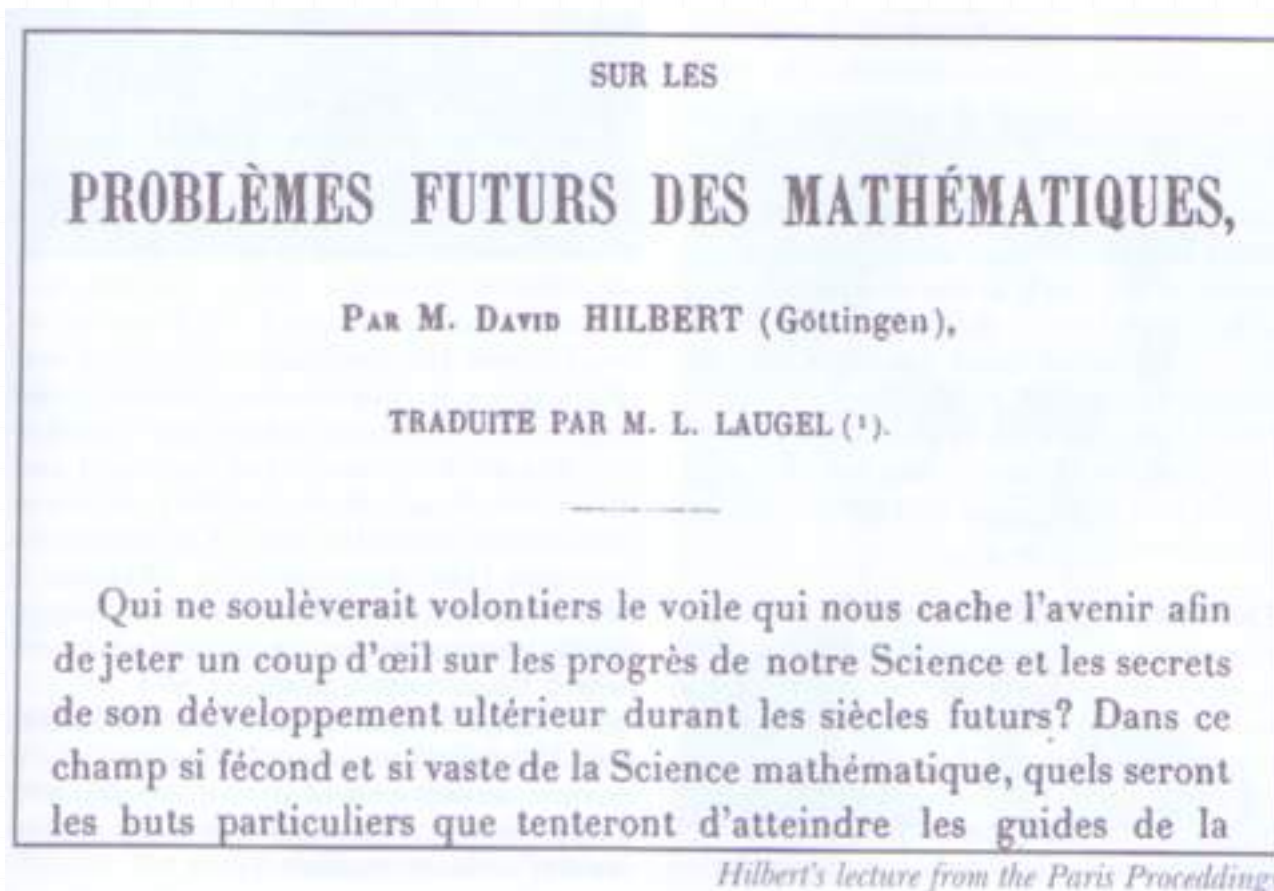 SUR LES
PROBLÈMES FUTURS DES MATHÉMATIQUES,
PAR M. DAVID HILBERT (Göttingen),
TRADUITE PAR M. L. LAUGEL (¹).
Qui ne soulèverait volontiers le voile qui nous cache l'avenir afin
de jeter un coup d'œil sur les progrès de notre Science et les secrets
de son développement ultérieur durant les siècles futurs? Dans ce
champ si fécond et si vaste de la Science mathématique, quels seront
les buts particuliers que tenteront d'atteindre les guides de la
Hilbert's lecture from the Paris Procedding